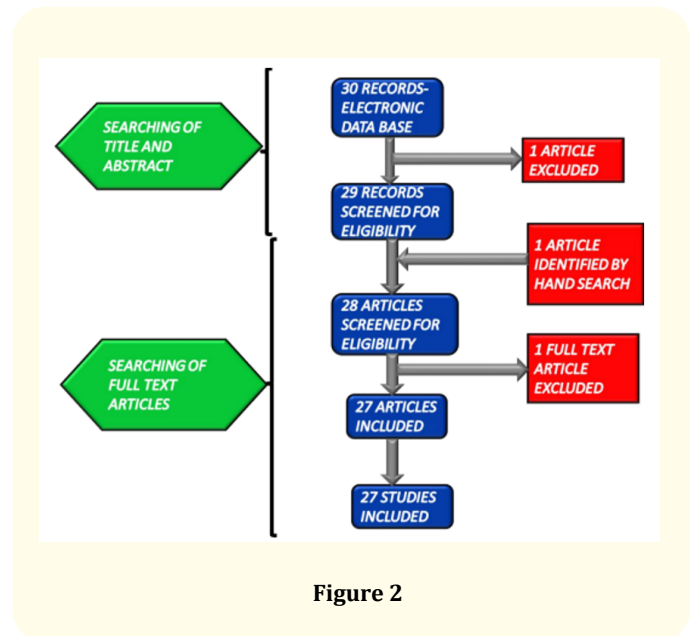 30 RECORDS-
ELECTRONIC
DATA BASE
SEARCHING OF
TITLE AND
ABSTRACT
1 ARTICLE
EXCLUDED
29 RECORDS
SCREENED FOR
ELIGIBILITY
1 ARTICLE
IDENTIFIED BY
HAND SEARCH
28 ARTICLES
SCREENED FOR
ELIGIBILITY
SEARCHING OF
FULL TEXT
ARTICLES
1 FULL TEXT
ARTICLE
EXCLUDED
27 ARTICLES
INCLUDED
27 STUDIES
INCLUDED
Figure 2